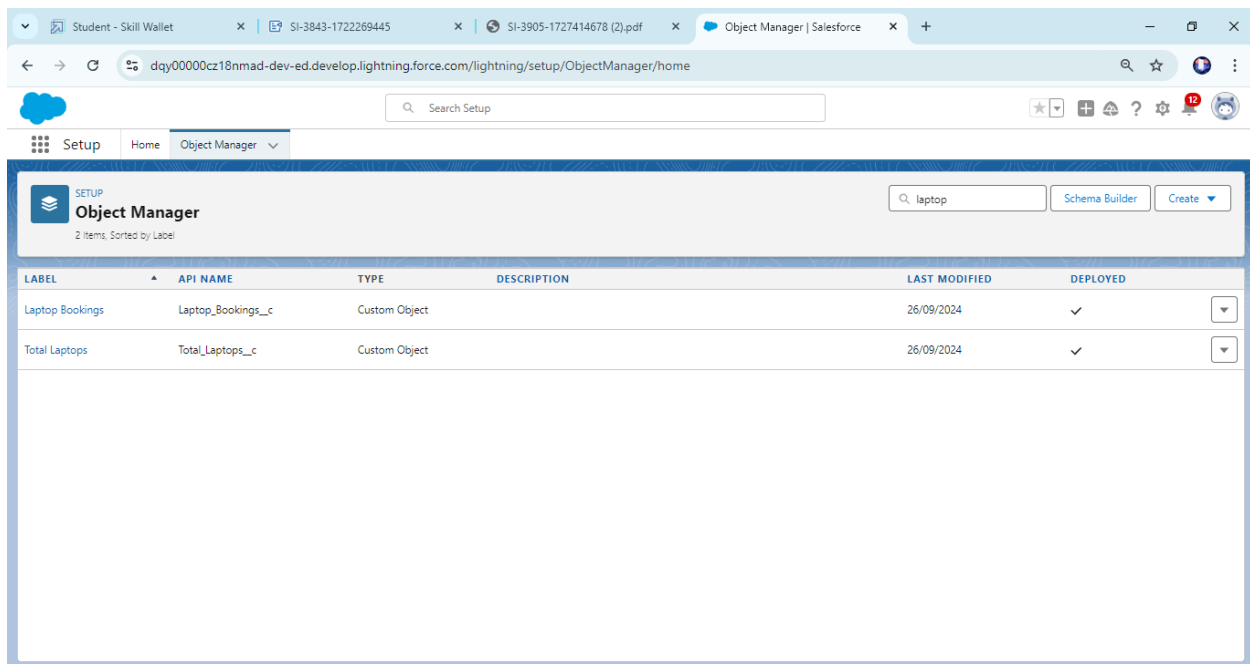 Student - Skill Wallet
SI-3843-1722269445
SI-3905-1727414678 (2).pdf
Object Manager | Salesforce
dqy00000cz18nmad-dev-ed.develop.lightning.force.com/lightning/setup/ObjectManager/home
Search Setup
12
Setup Home Object Manager
SETUP
Object Manager
2 Items, Sorted by Label
laptop
Schema Builder
Create
LABEL API NAME TYPE DESCRIPTION LAST MODIFIED DEPLOYED
Laptop Bookings Laptop_Bookings__c Custom Object 26/09/2024
Total Laptops Total_Laptops__c Custom Object 26/09/2024